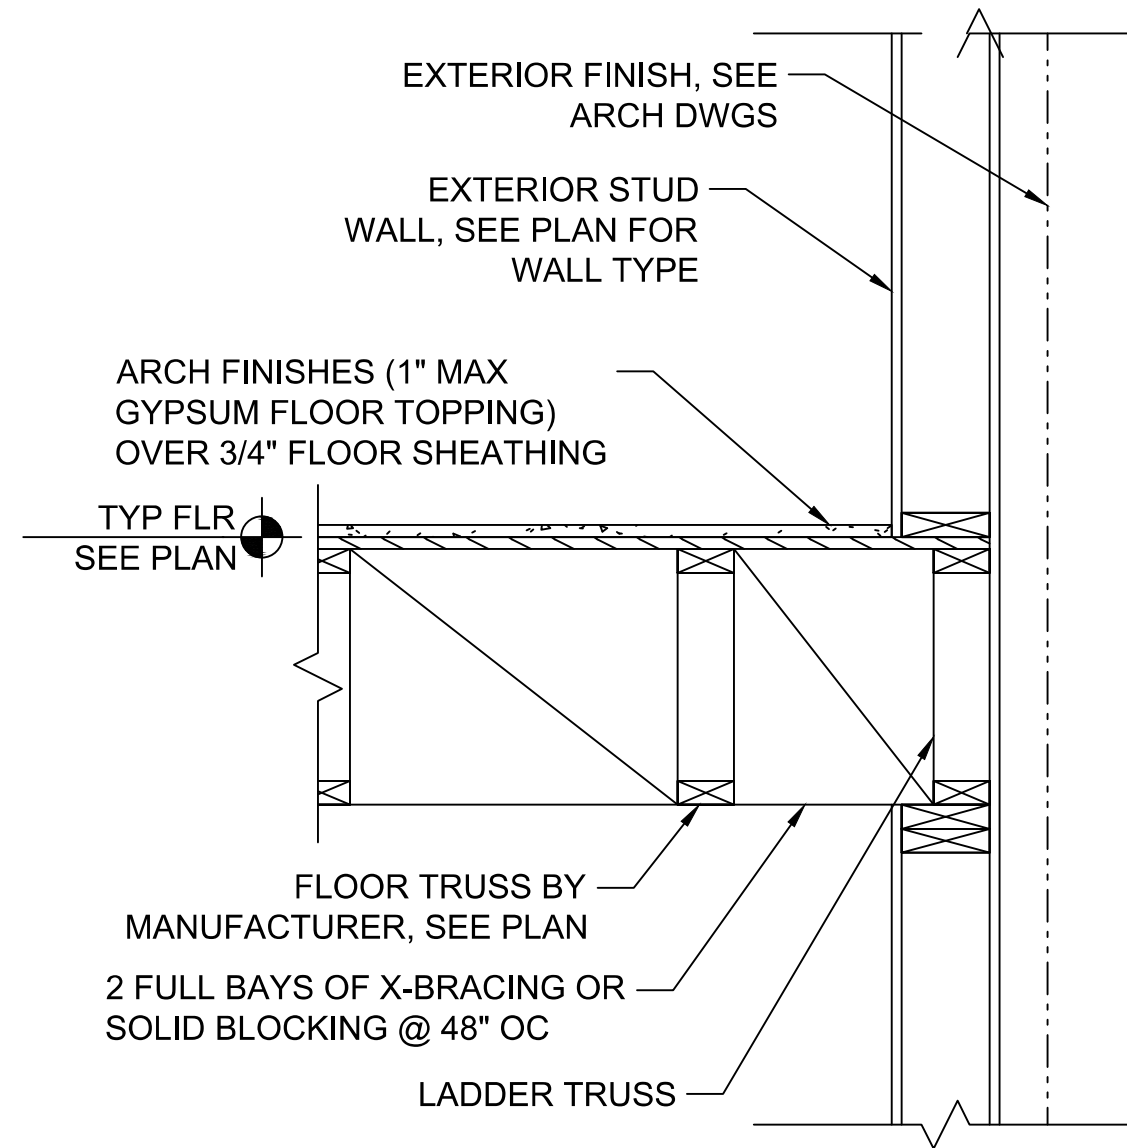 EXTERIOR FINISH, SEE
ARCH DWGS
EXTERIOR STUD
WALL, SEE PLAN FOR
WALL TYPE
ARCH FINISHES (1" MAX
GYPSUM FLOOR TOPPING)
OVER 3/4" FLOOR SHEATHING
TYP FLR
SEE PLAN
FLOOR TRUSS BY
MANUFACTURER, SEE PLAN
2 FULL BAYS OF X-BRACING OR
SOLID BLOCKING @ 48" OC
LADDER TRUSS